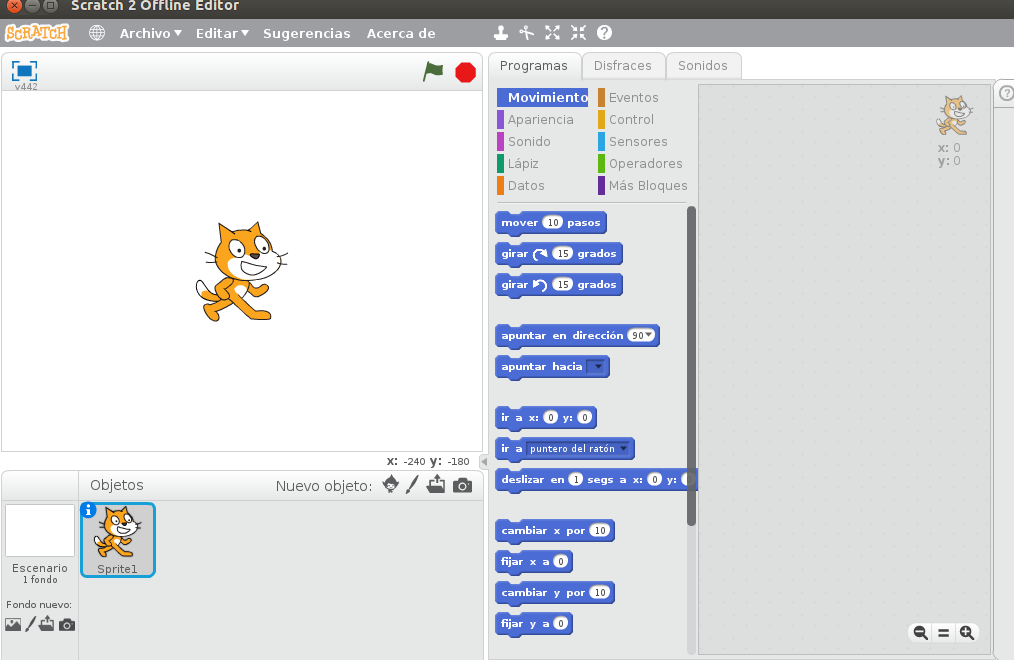 Scratch 2 Offline Editor
SCRATCH Archivo Editar Sugerencias Acerca de
v442
Programas Disfraces Sonidos
Movimiento Eventos
Apariencia Control
Sonido Sensores
Lápiz Operadores
Datos Más Bloques
x: 0
y: 0
mover 10 pasos
girar 15 grados
girar 15 grados
apuntar en dirección 90
apuntar hacia
ir a x: 0 y: 0
ir a puntero del ratón
deslizar en 1 segs a x: 0 y:
cambiar x por 10
fijar x a 0
cambiar y por 10
fijar y a 0
x: -240 y: -180
Objetos Nuevo objeto:
Sprite1
Escenario
1 fondo
Fondo nuevo: